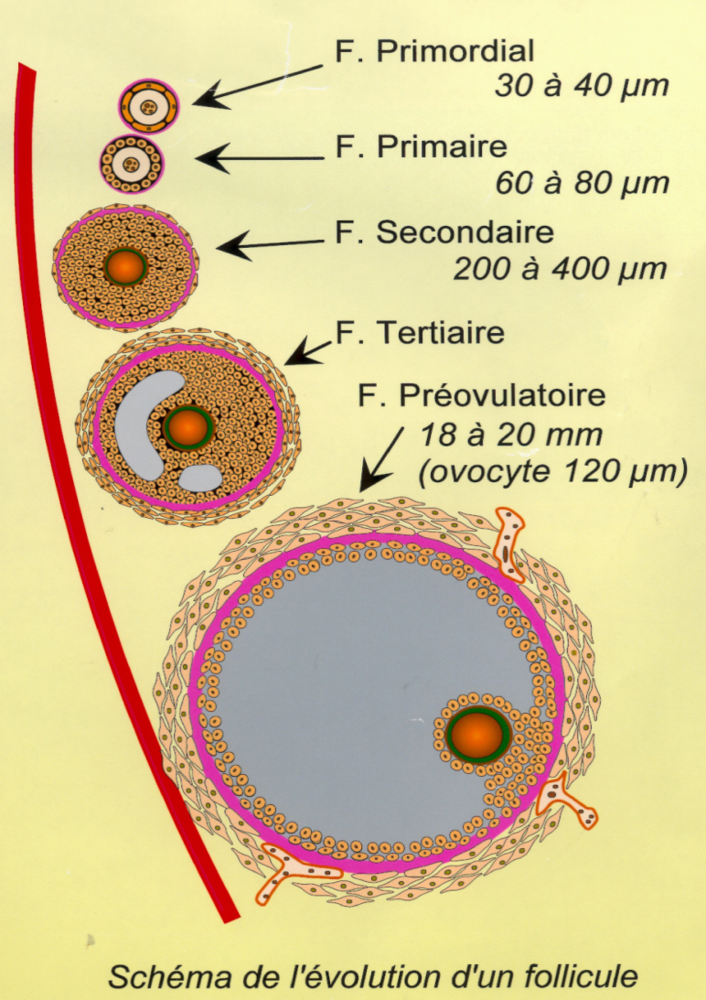 F. Primordial
30 à 40 µm
F. Primaire
60 à 80 µm
F. Secondaire
200 à 400 µm
F. Tertiaire
F. Préovulatoire
18 à 20 mm
(ovocyte 120 µm)
Schéma de l'évolution d'un follicule